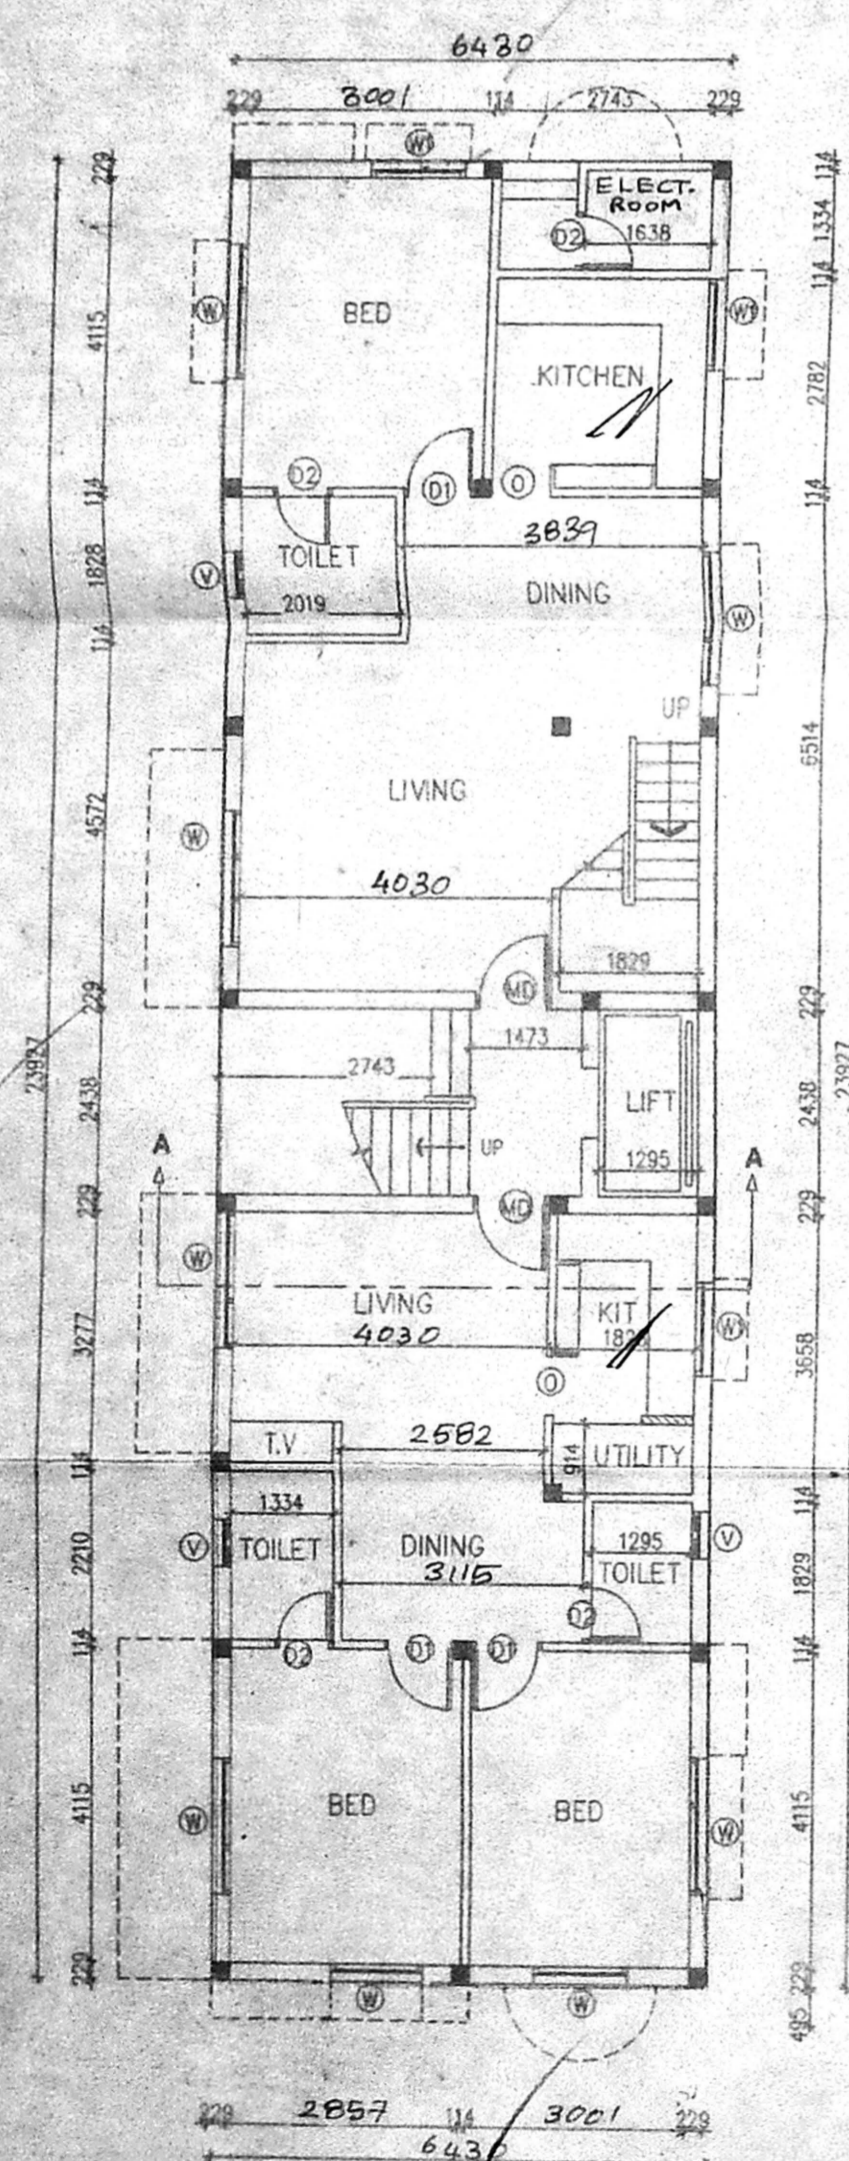 6430
229 3001 114 2743 229
W1
229
114
ELECT.
ROOM
D2 1638
1334
114
W
BED
W1
4115
KITCHEN
2782
D2
D1
O
114
114
3839
TOILET
V
1828
DINING
2019
W
114
UP
6514
LIVING
4572
W
4030
1829
MD
229
229
1473
2743
23927
23927
2438
LIFT
2438
UP
A
1295
A
229
MD
229
W
LIVING
KIT
W1
4030
3277
3658
O
T.V
2582
914
UTILITY
114
1334
114
V
TOILET
DINING
1295
V
2210
3115
TOILET
1829
D2
D2
D1
D1
114
114
BED
BED
4115
4115
W
W
229
229
W
W
495
229 2857 114 3001 229
6430